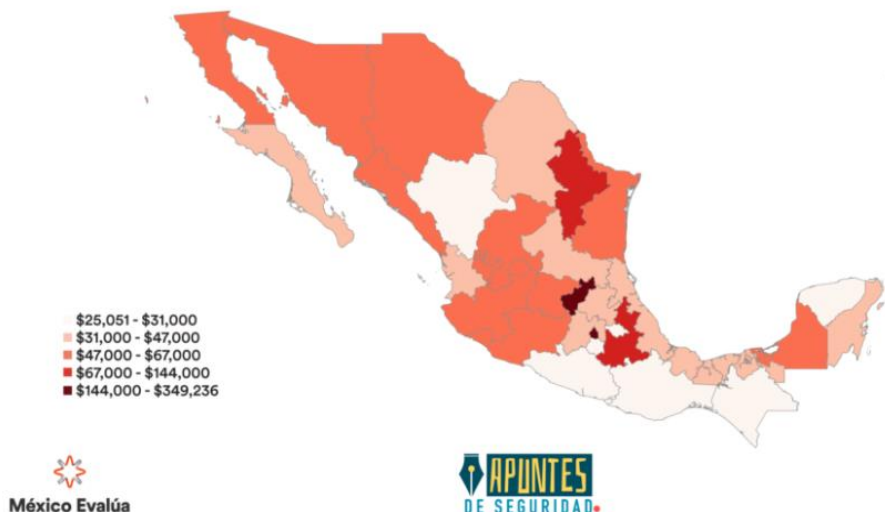 $25,051 - $31,000
$31,000 - $47,000
$47,000 - $67,000
$67,000 - $144,000
$144,000 - $349,236
México Evalúa
APUNTES
DE SEGURIDAD.